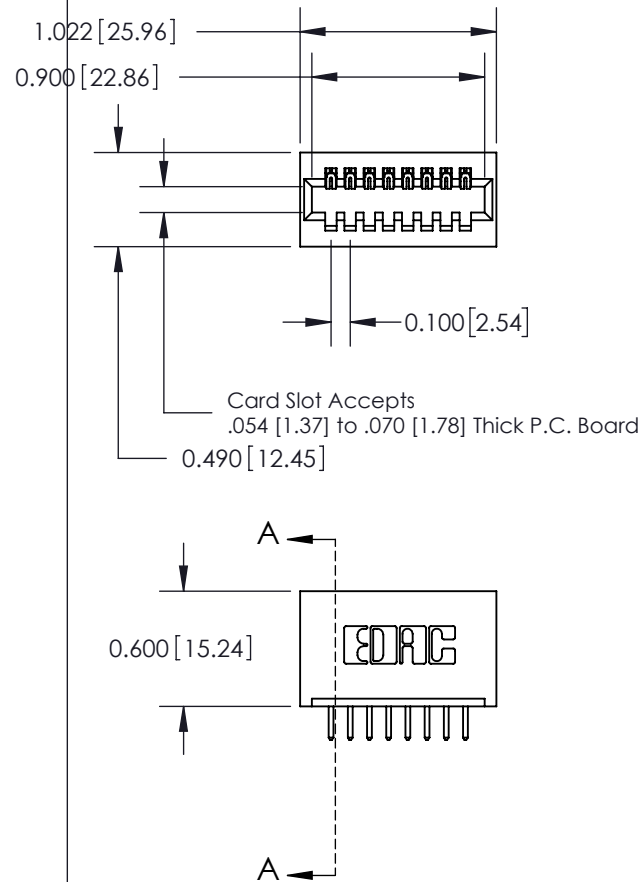 1.022 [25.96]
0.900 [22.86]
0.100 [2.54]
Card Slot Accepts
.054 [1.37] to .070 [1.78] Thick P.C. Board
0.490 [12.45]
A
0.600 [15.24]
EDAC
A